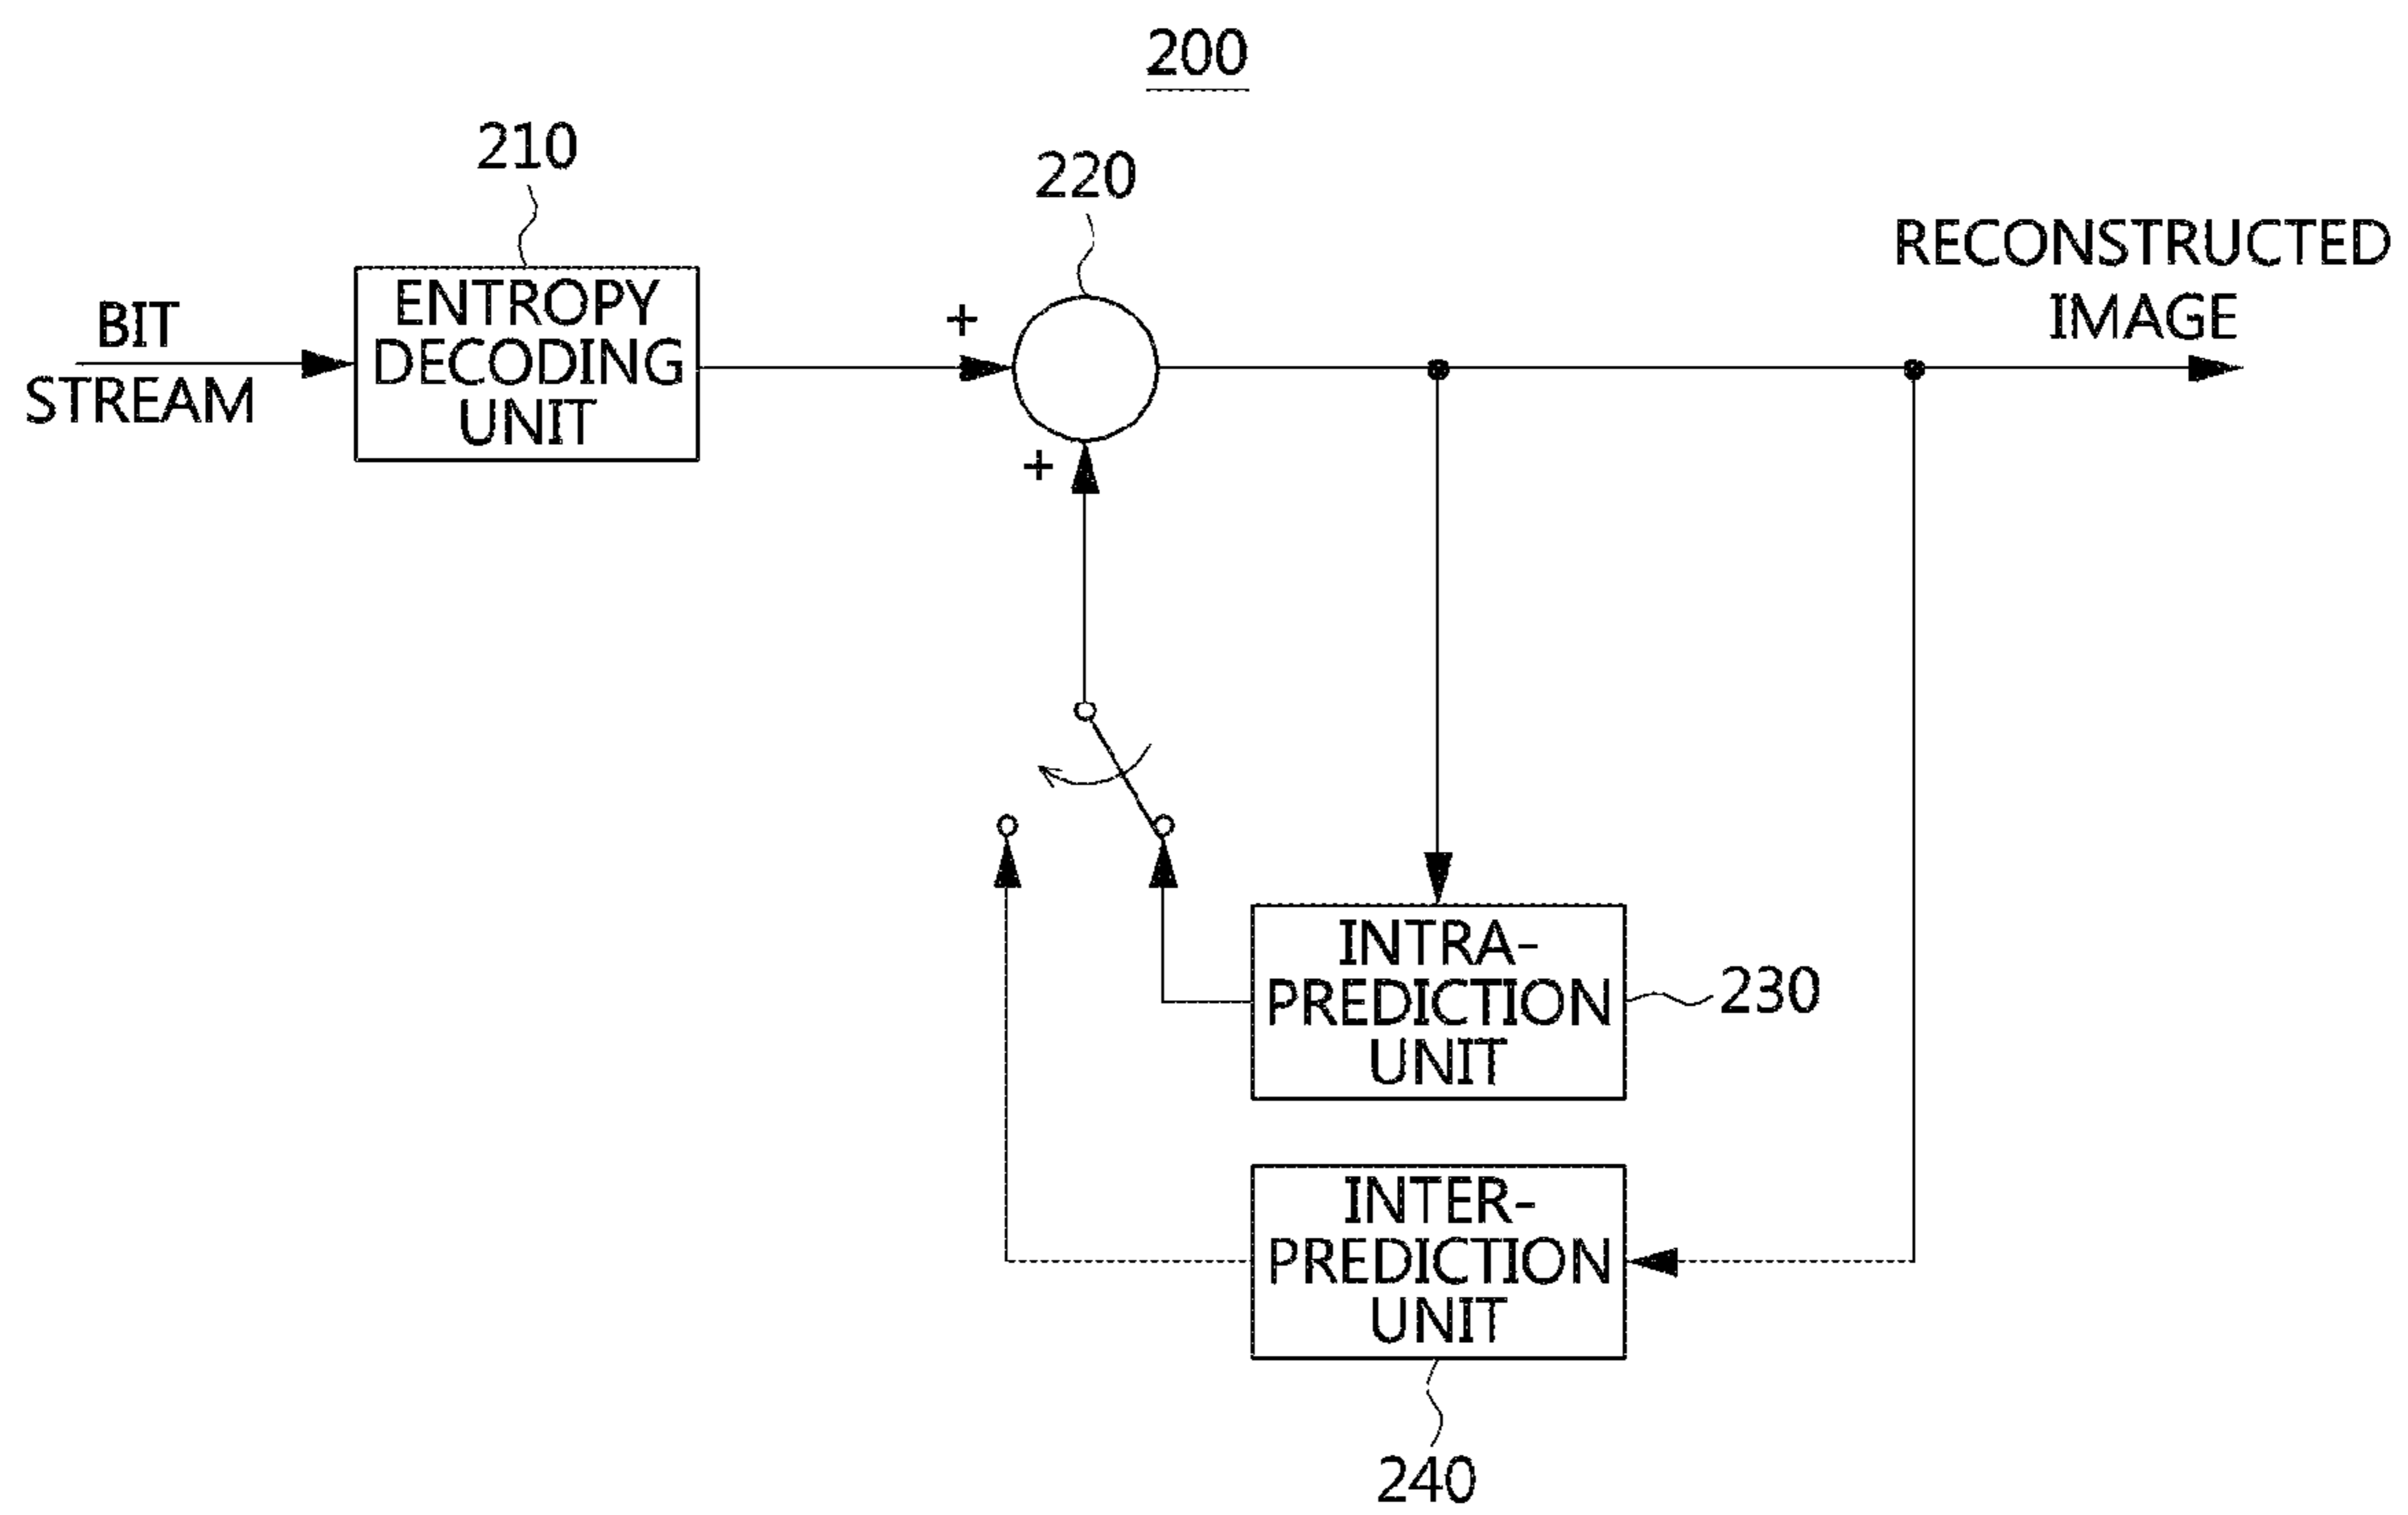 200
210
220
BIT
STREAM
ENTROPY
DECODING
UNIT
+
+
RECONSTRUCTED
IMAGE
INTRA-
PREDICTION
UNIT
230
INTER-
PREDICTION
UNIT
240